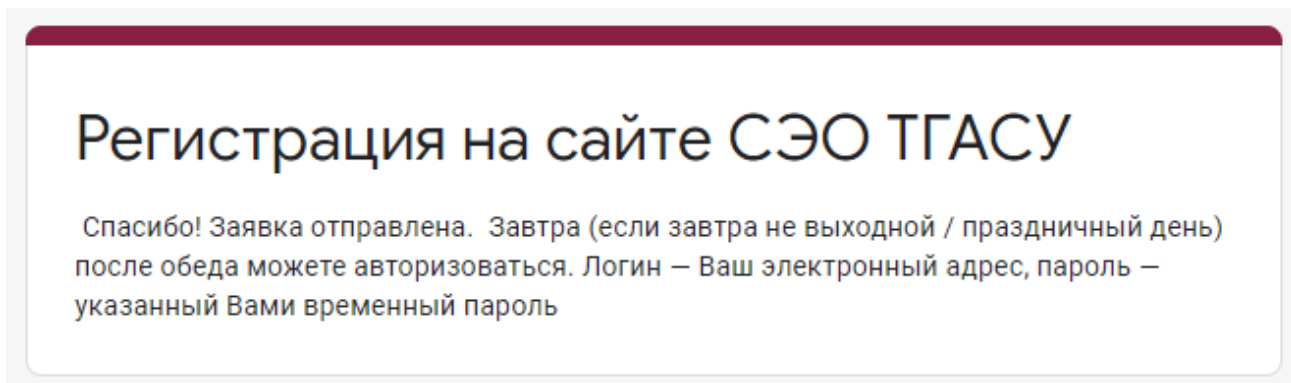 Регистрация на сайте СЭО ТГАСУ
Спасибо! Заявка отправлена.  Завтра (если завтра не выходной / праздничный день)
после обеда можете авторизоваться. Логин — Ваш электронный адрес, пароль —
указанный Вами временный пароль